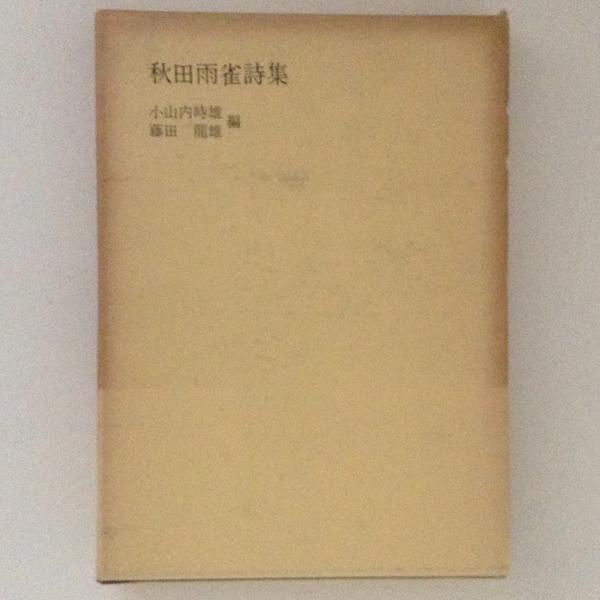 秋田雨雀詩集
小山内時雄
藤田　龍雄 編